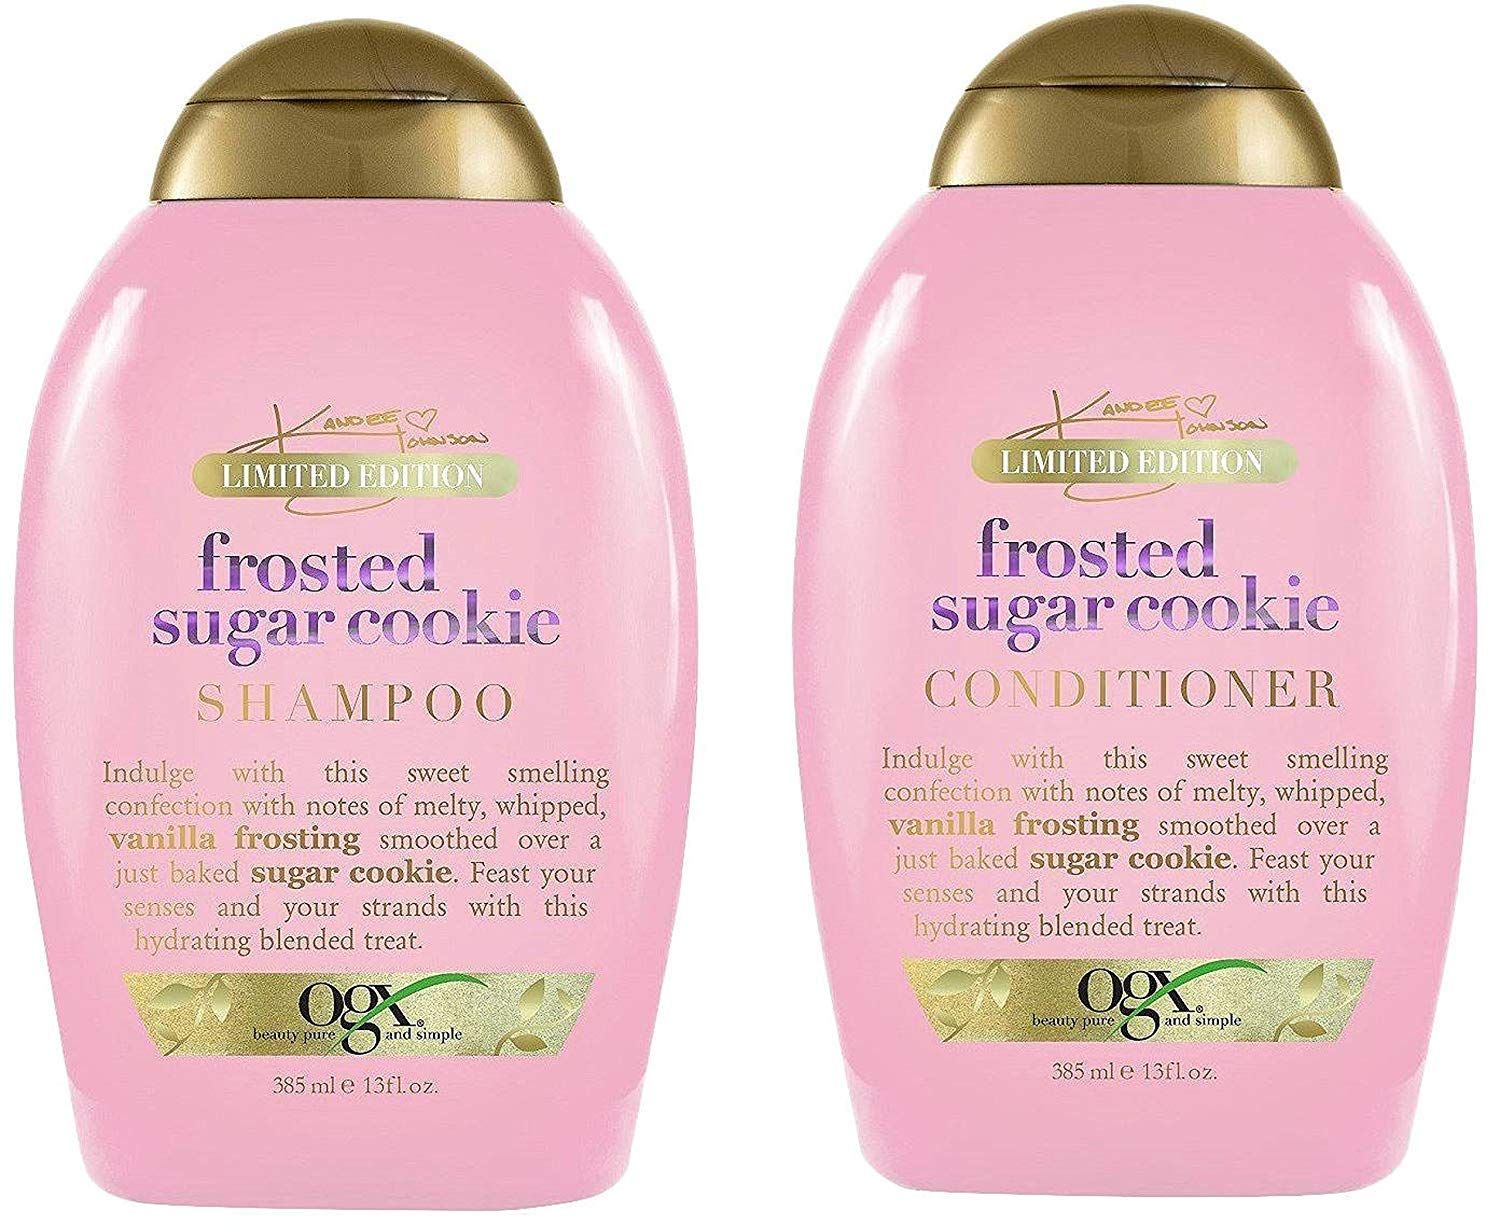 KANDEE JOHNSON
LIMITED EDITION
frosted
sugar cookie
SHAMPOO
Indulge with this sweet smelling
confection with notes of melty, whipped,
vanilla frosting smoothed over a
just baked sugar cookie. Feast your
senses and your strands with this
hydrating blended treat.
ogx®
beauty pure and simple
385 ml e 13fl.oz.
KANDEE JOHNSON
LIMITED EDITION
frosted
sugar cookie
CONDITIONER
Indulge with this sweet smelling
confection with notes of melty, whipped,
vanilla frosting smoothed over a
just baked sugar cookie. Feast your
senses and your strands with this
hydrating blended treat.
ogx®
beauty pure and simple
385 ml e 13fl.oz.